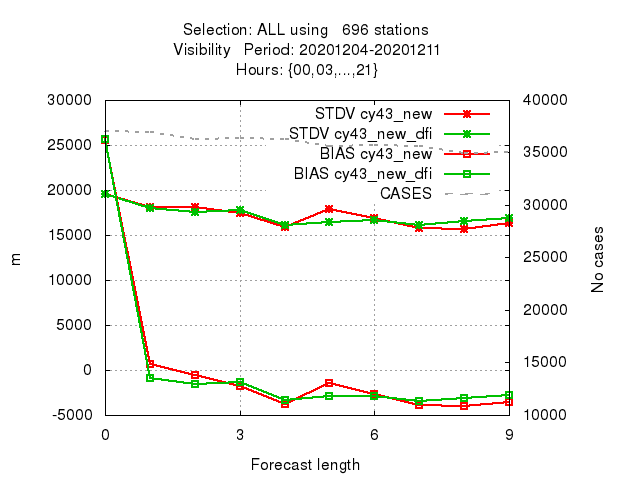 Selection: ALL using   696 stations
Visibility   Period: 20201204-20201211
Hours: {00,03,...,21}
30000
25000
20000
15000
10000
5000
0
-5000
m
STDV cy43_new
STDV cy43_new_dfi
BIAS cy43_new
BIAS cy43_new_dfi
CASES
40000
35000
30000
25000
20000
15000
10000
No cases
0 3 6 9
Forecast length